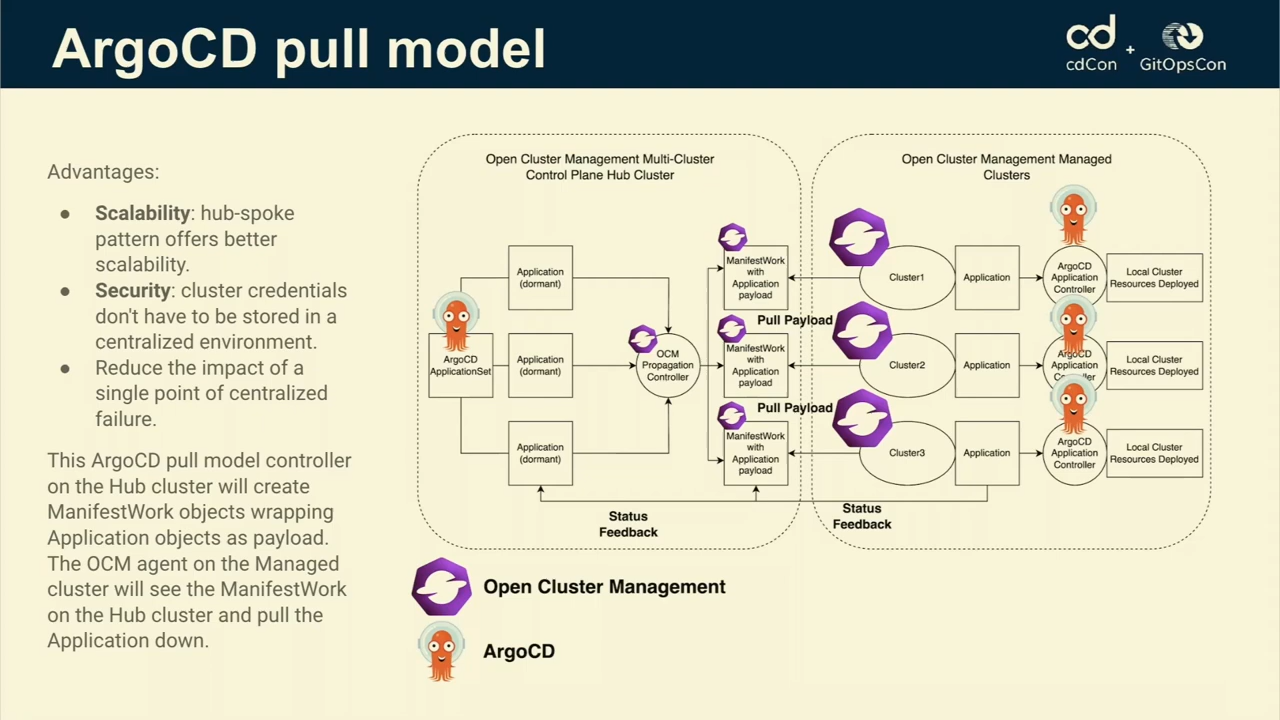 ArgoCD pull model
cd
cdCon
+
GitOpsCon
Advantages:
● Scalability: hub-spoke
pattern offers better
scalability.
● Security: cluster credentials
don't have to be stored in a
centralized environment.
● Reduce the impact of a
single point of centralized
failure.
This ArgoCD pull model controller
on the Hub cluster will create
ManifestWork objects wrapping
Application objects as payload.
The OCM agent on the Managed
cluster will see the ManifestWork
on the Hub cluster and pull the
Application down.
Open Cluster Management Multi-Cluster
Control Plane Hub Cluster
ArgoCD
ApplicationSet
Application
(dormant)
Application
(dormant)
Application
(dormant)
OCM
Propagation
Controller
ManifestWork
with
Application
payload
Pull Payload
ManifestWork
with
Application
payload
Pull Payload
ManifestWork
with
Application
payload
Status
Feedback
Open Cluster Management Managed
Clusters
Cluster1
Application
ArgoCD
Application
Controller
Local Cluster
Resources Deployed
Cluster2
Application
ArgoCD
Application
Controller
Local Cluster
Resources Deployed
Cluster3
Application
ArgoCD
Application
Controller
Local Cluster
Resources Deployed
Status
Feedback
Open Cluster Management
ArgoCD